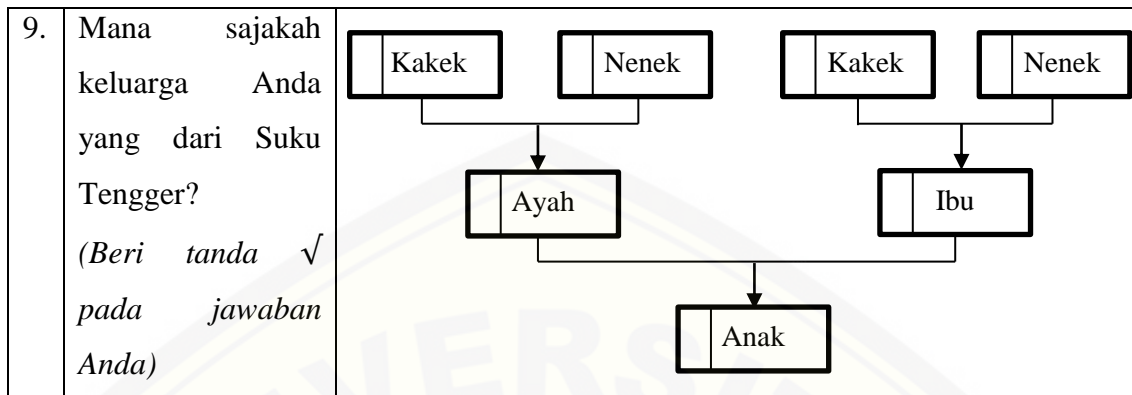 9.
Mana sajakah
keluarga Anda
yang dari Suku
Tengger?
(Beri tanda √
pada jawaban
Anda)
Kakek Nenek Kakek Nenek
Ayah Ibu
Anak